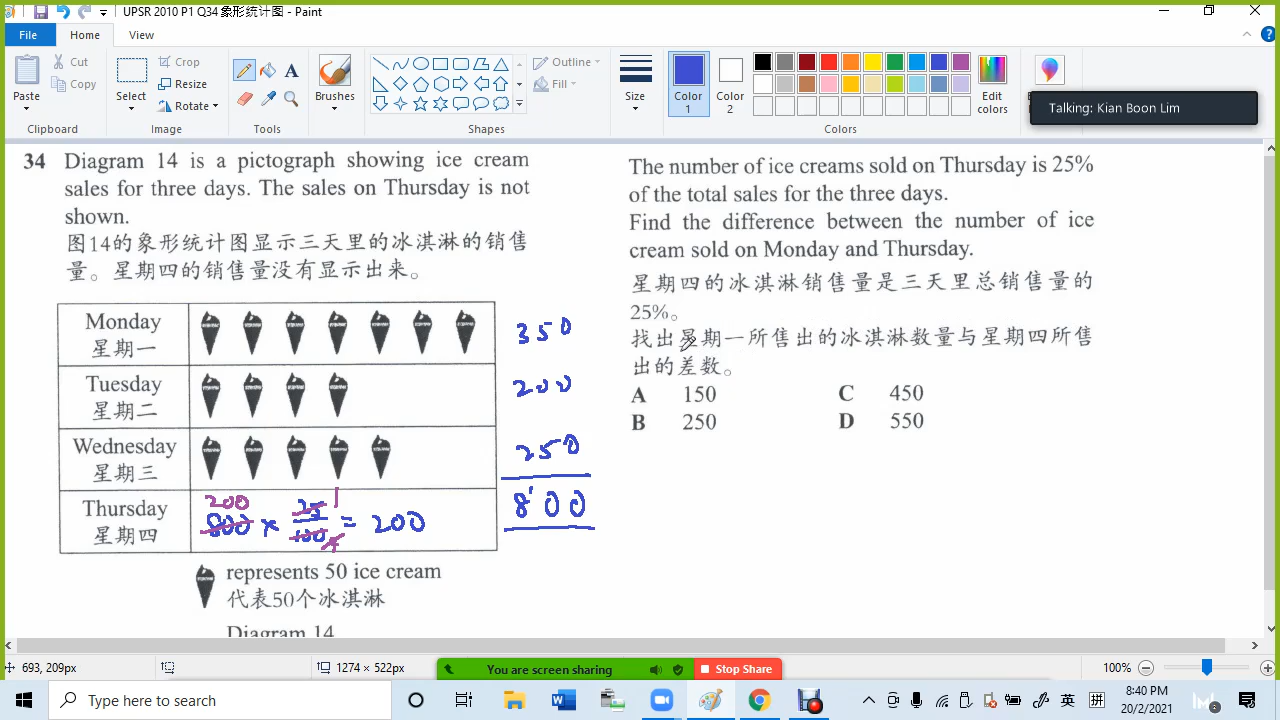 UPSR 2010 P1 Q34 象形统计图 - Paint
File
Home
View
Paste
Cut
Copy
Clipboard
Select
Crop
Resize
Rotate
Image
A
Tools
Brushes
Shapes
Outline
Fill
Size
Color 1
Color 2
Colors
Edit colors
Talking: Kian Boon Lim
34 Diagram 14 is a pictograph showing ice cream
sales for three days. The sales on Thursday is not
shown.
图14的象形统计图显示三天里的冰淇淋的销售
量。星期四的销售量没有显示出来。
Monday
星期一
350
Tuesday
星期二
200
Wednesday
星期三
250
800
Thursday
星期四
200 1
800 × 25/100 = 200
4
represents 50 ice cream
代表50个冰淇淋
Diagram 14
The number of ice creams sold on Thursday is 25%
of the total sales for the three days.
Find the difference between the number of ice
cream sold on Monday and Thursday.
星期四的冰淇淋销售量是三天里总销售量的
25%。
找出星期一所售出的冰淇淋数量与星期四所售
出的差数。
A 150 C 450
B 250 D 550
693, 209px
1274 × 522px
You are screen sharing
Stop Share
100%
Type here to search
英
拼
8:40 PM
20/2/2021
2